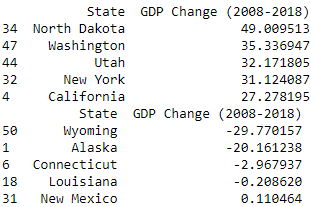 State GDP Change (2008-2018)
34 North Dakota 49.009513
47 Washington 35.336947
44 Utah 32.171805
32 New York 31.124087
4 California 27.278195
State GDP Change (2008-2018)
50 Wyoming -29.770157
1 Alaska -20.161238
6 Connecticut -2.967937
18 Louisiana -0.208620
31 New Mexico 0.110464